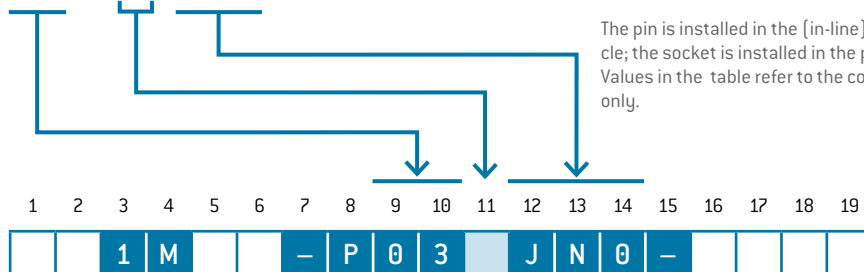 The pin is installed in the (in-line)
cle; the socket is installed in the
Values in the table refer to the
only.
1 2 3 4 5 6 7 8 9 10 11 12 13 14 15 16 17 18 19
1 M – P 0 3 J N 0 –